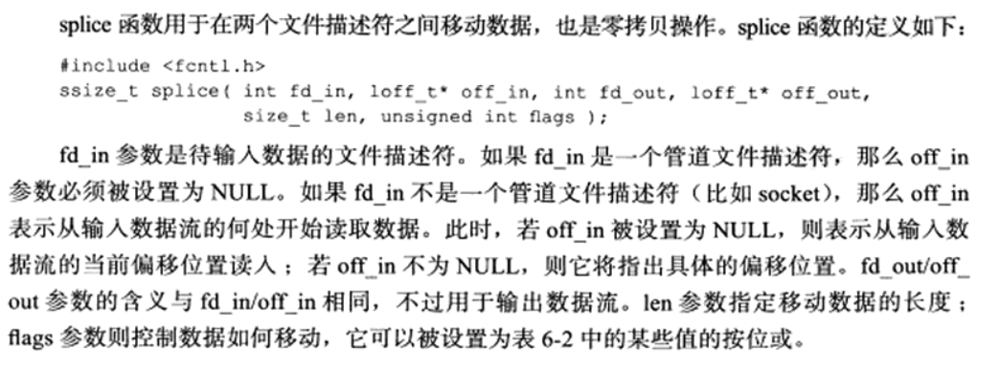 splice 函数用于在两个文件描述符之间移动数据，也是零拷贝操作。splice 函数的定义如下：
#include <fcntl.h>
ssize_t splice( int fd_in, loff_t* off_in, int fd_out, loff_t* off_out,
size_t len, unsigned int flags );
fd_in 参数是待输入数据的文件描述符。如果 fd_in 是一个管道文件描述符，那么 off_in
参数必须被设置为 NULL。如果 fd_in 不是一个管道文件描述符（比如 socket），那么 off_in
表示从输入数据流的何处开始读取数据。此时，若 off_in 被设置为 NULL，则表示从输入数
据流的当前偏移位置读入；若 off_in 不为 NULL，则它将指出具体的偏移位置。fd_out/off_
out 参数的含义与 fd_in/off_in 相同，不过用于输出数据流。len 参数指定移动数据的长度；
flags 参数则控制数据如何移动，它可以被设置为表 6-2 中的某些值的按位或。